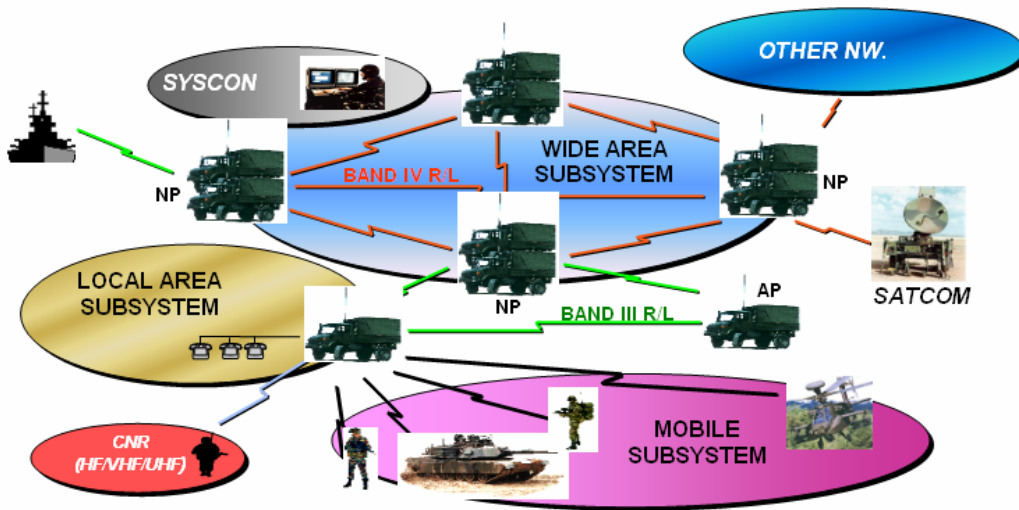 SYSCON
OTHER NW.
WIDE AREA
SUBSYSTEM
NP
BAND IV R/L
NP
LOCAL AREA
SUBSYSTEM
NP
AP
SATCOM
BAND III R/L
CNR
(HF/VHF/UHF)
MOBILE
SUBSYSTEM